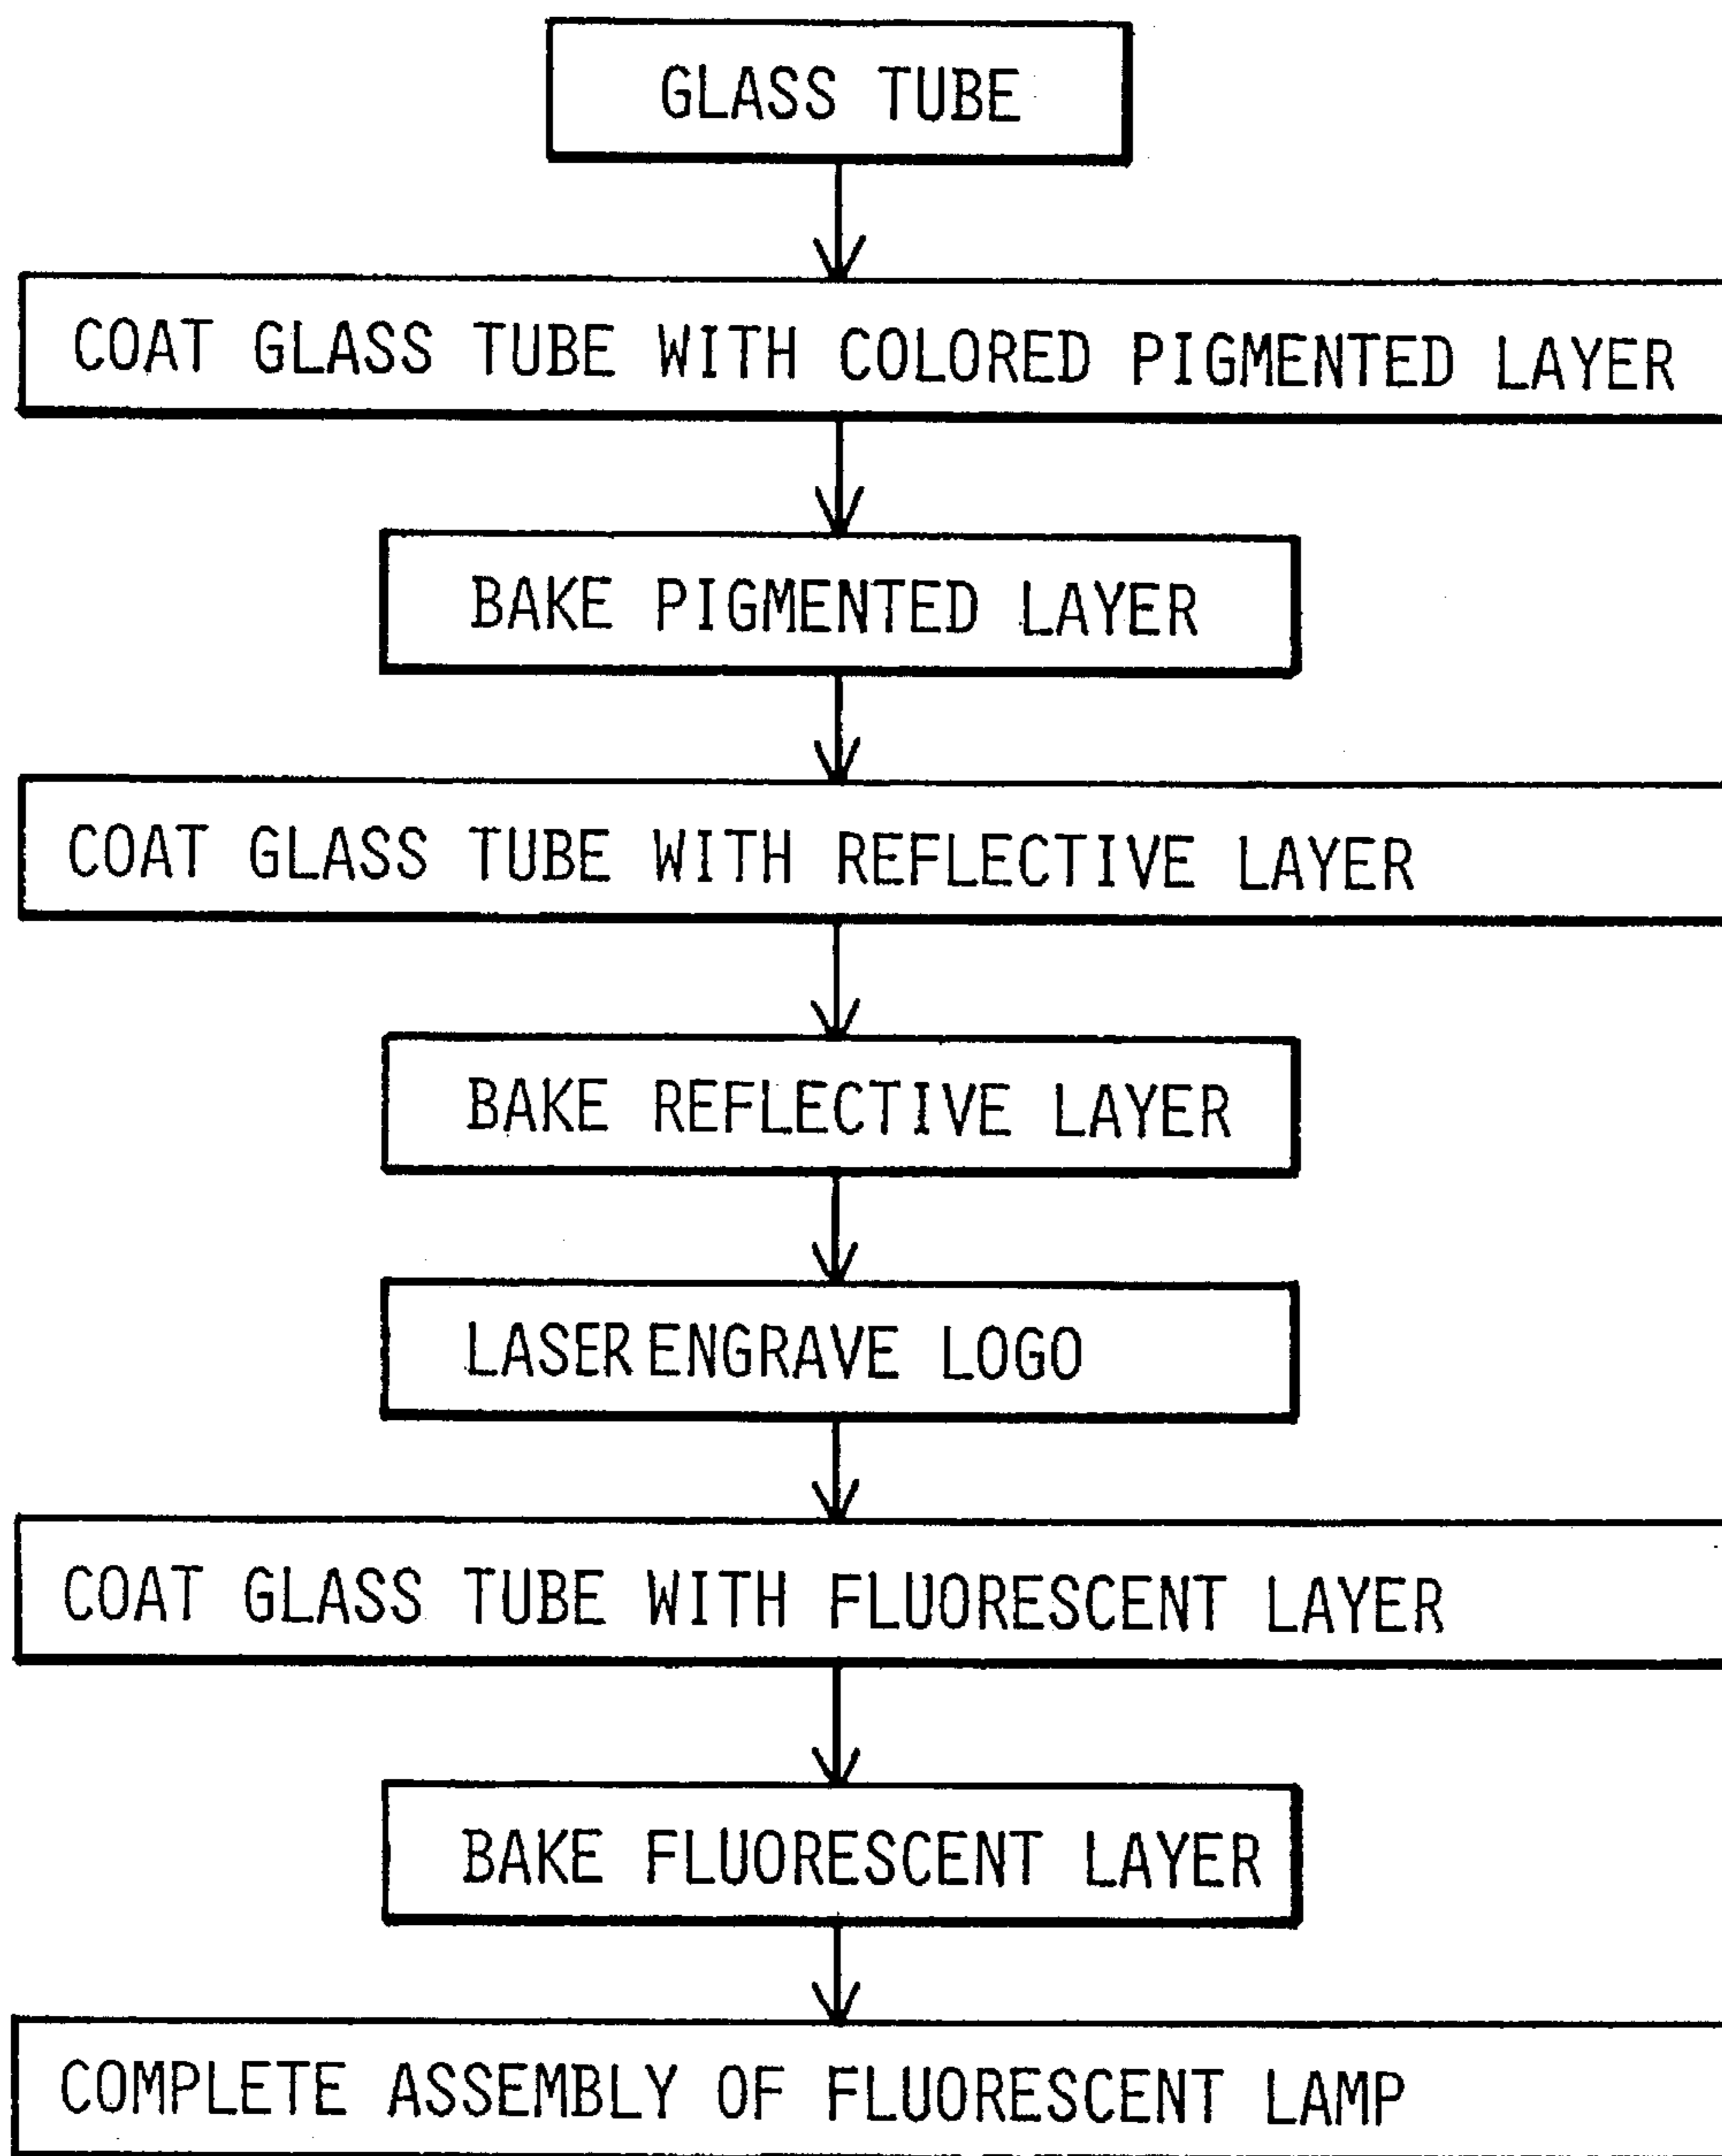 GLASS TUBE
COAT GLASS TUBE WITH COLORED PIGMENTED LAYER
BAKE PIGMENTED LAYER
COAT GLASS TUBE WITH REFLECTIVE LAYER
BAKE REFLECTIVE LAYER
LASER ENGRAVE LOGO
COAT GLASS TUBE WITH FLUORESCENT LAYER
BAKE FLUORESCENT LAYER
COMPLETE ASSEMBLY OF FLUORESCENT LAMP